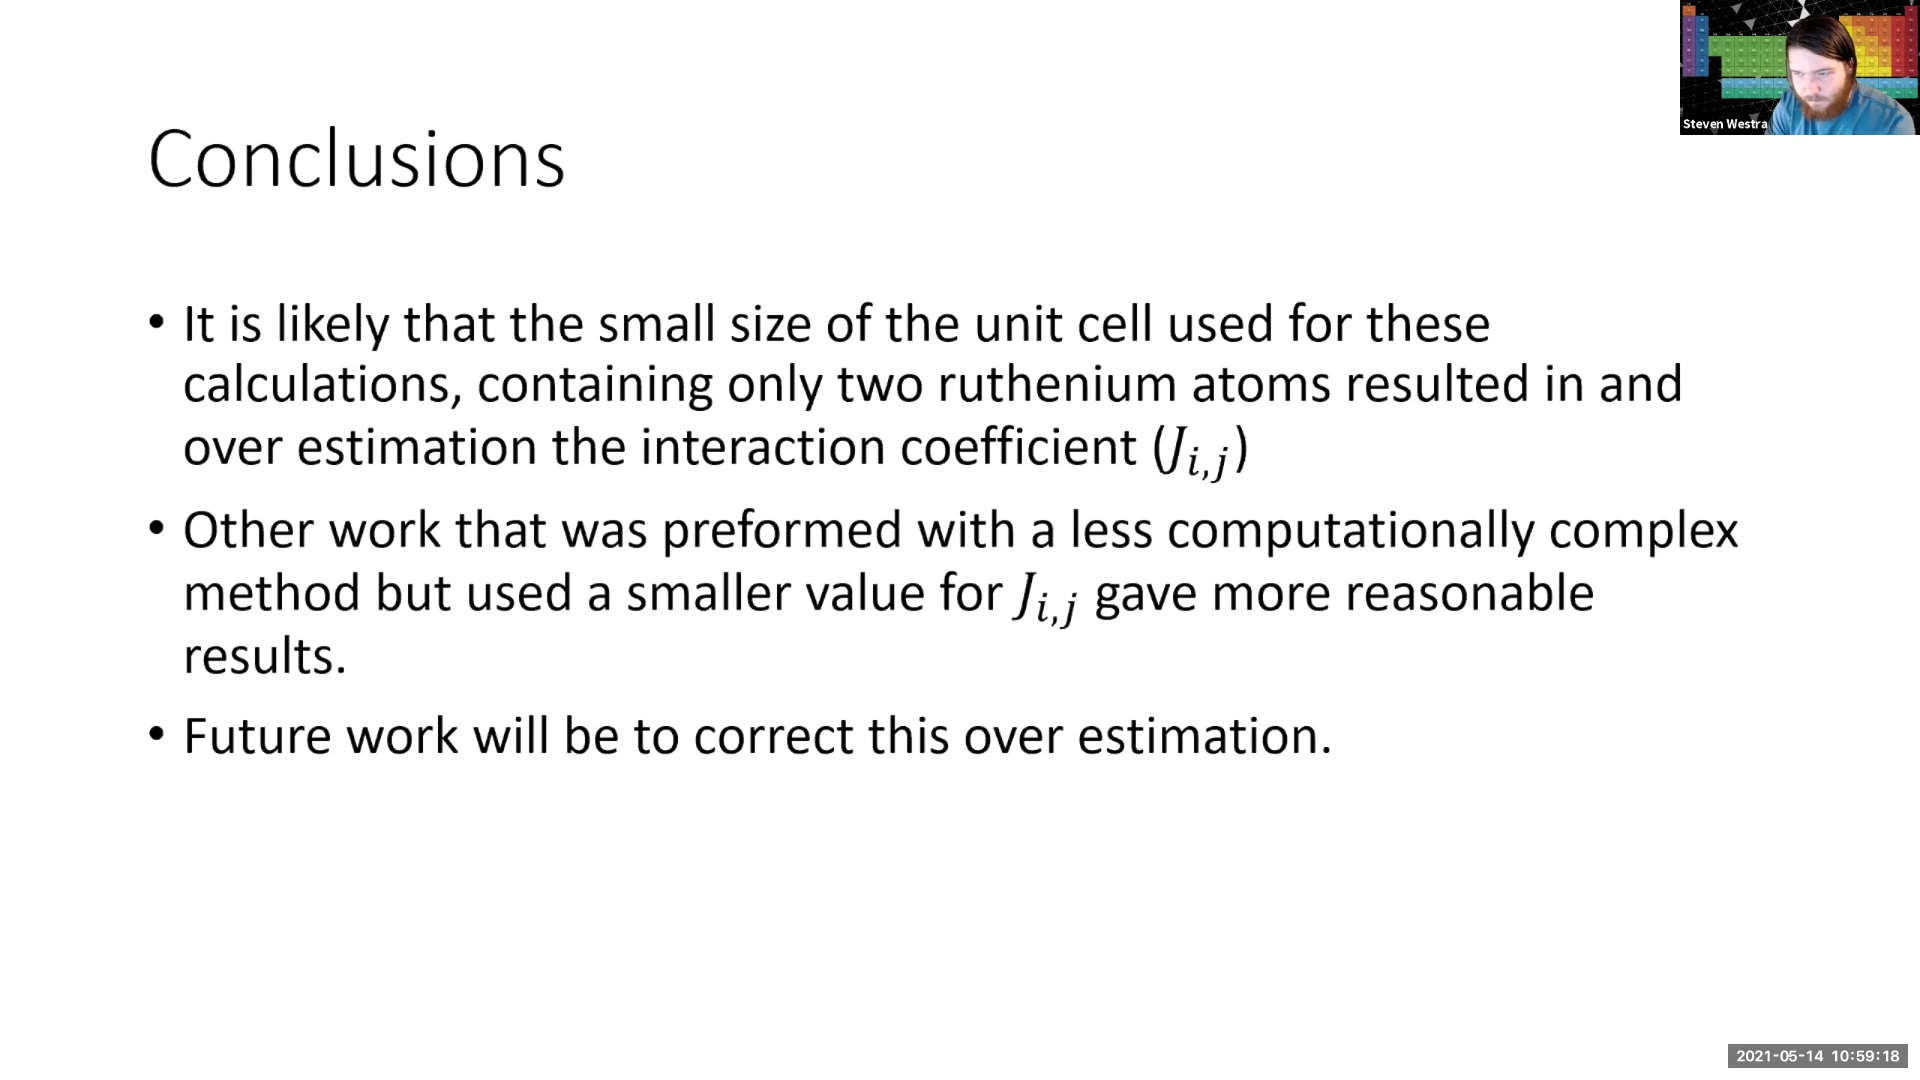 Steven Westra
Conclusions
• It is likely that the small size of the unit cell used for these
calculations, containing only two ruthenium atoms resulted in and
over estimation the interaction coefficient (J_{i,j})
• Other work that was preformed with a less computationally complex
method but used a smaller value for J_{i,j} gave more reasonable
results.
• Future work will be to correct this over estimation.
2021-05-14 10:59:18